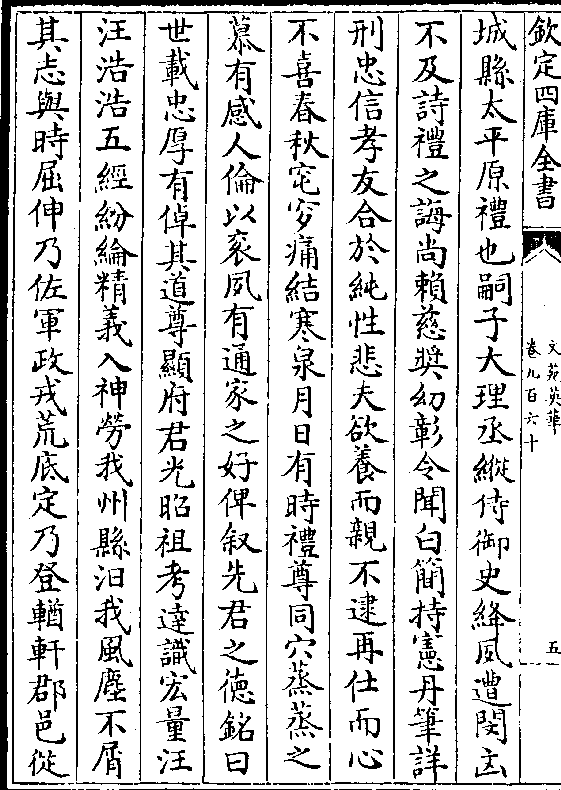 欽定四庫全書
文苑英華
卷九百六十
五
城縣太平原禮也嗣子大理丞縱侍御史絳夙遭閔凶
不及詩禮之誨尚賴慈奬幼彰令聞白簡持憲丹筆詳
刑忠信孝友合於純性悲夫欲養而親不逮再仕而心
不喜春秋窀穸痛結寒泉月日有時禮尊同穴蒸蒸之
慕有感人倫以衮夙有通家之好俾叙先君之徳銘曰
世載忠厚有倬其道尊顯府君光昭祖考逹識宏量汪
汪浩浩五經紛綸精義入神勞我州縣汨我風塵不屑
其志與時屈伸乃佐軍政戎荒底定乃登輶軒郡邑從